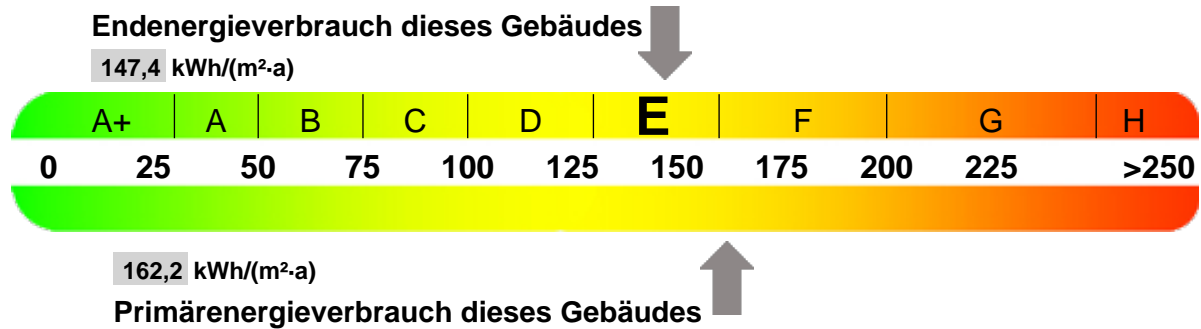 Endenergieverbrauch dieses Gebäudes
147,4 kWh/(m²·a)
A+ A B C D E F G H
0 25 50 75 100 125 150 175 200 225 >250
162,2 kWh/(m²·a)
Primärenergieverbrauch dieses Gebäudes